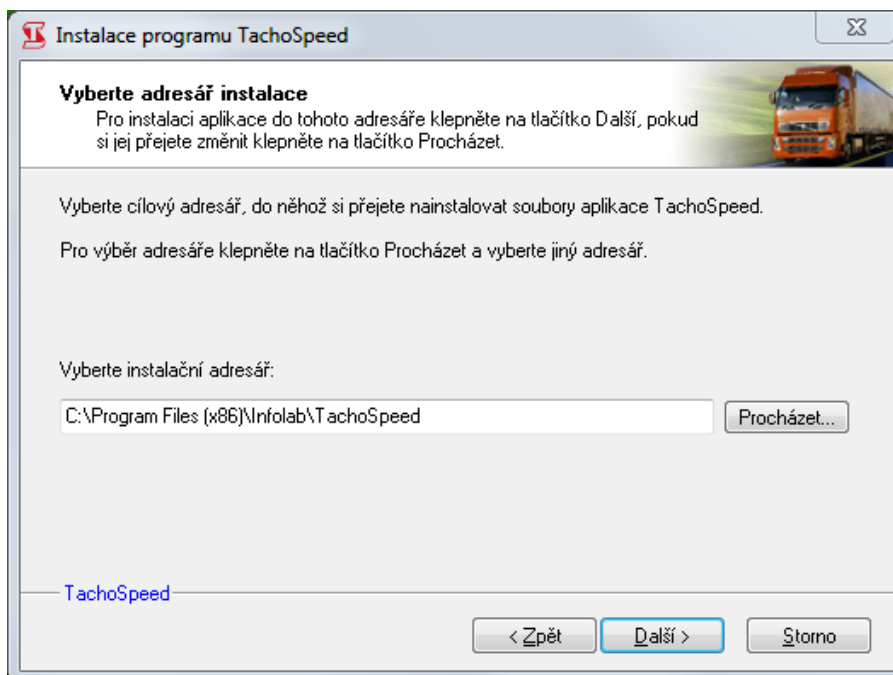 Instalace programu TachoSpeed
Vyberte adresář instalace
Pro instalaci aplikace do tohoto adresáře klepněte na tlačítko Další, pokud
si jej přejete změnit klepněte na tlačítko Procházet.
Vyberte cílový adresář, do něhož si přejete nainstalovat soubory aplikace TachoSpeed.
Pro výběr adresáře klepněte na tlačítko Procházet a vyberte jiný adresář.
Vyberte instalační adresář:
C:\Program Files (x86)\Infolab\TachoSpeed
Procházet...
TachoSpeed
< Zpět
Další >
Storno